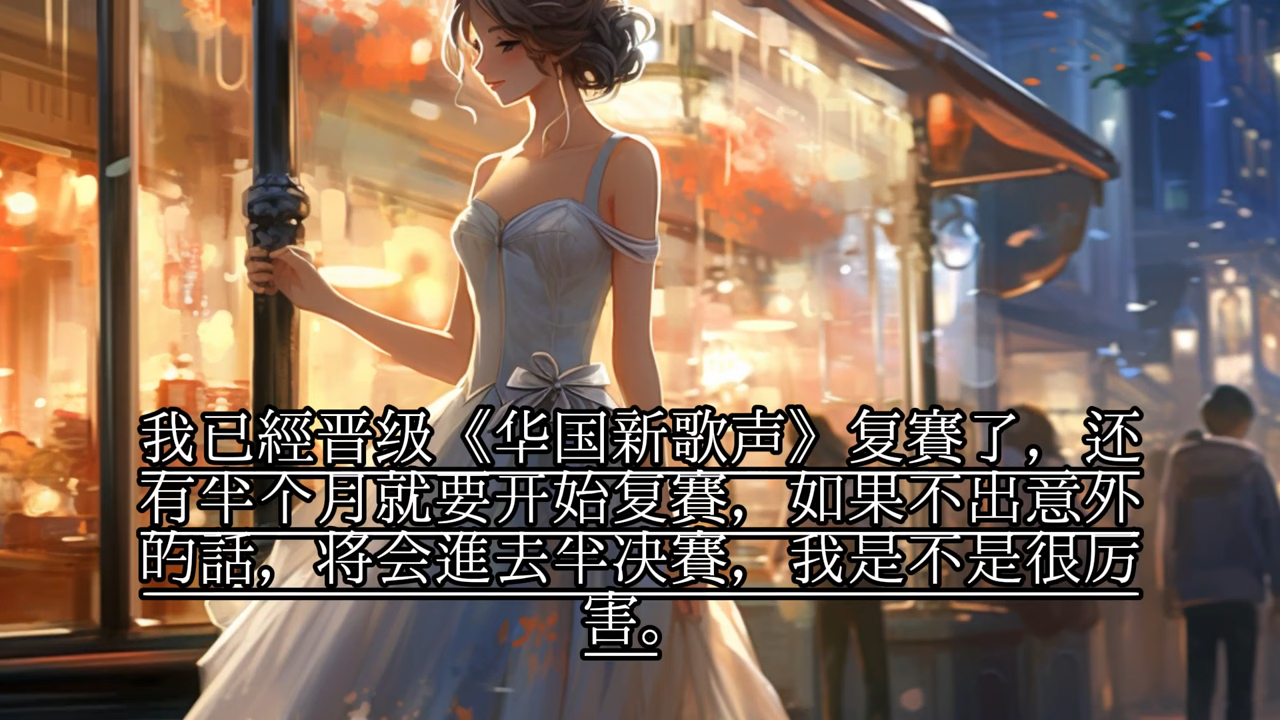 我已經晋级《华国新歌声》复賽了，还
有半个月就要开始复賽，如果不出意外
的話，将会進去半决賽，我是不是很厉
害。